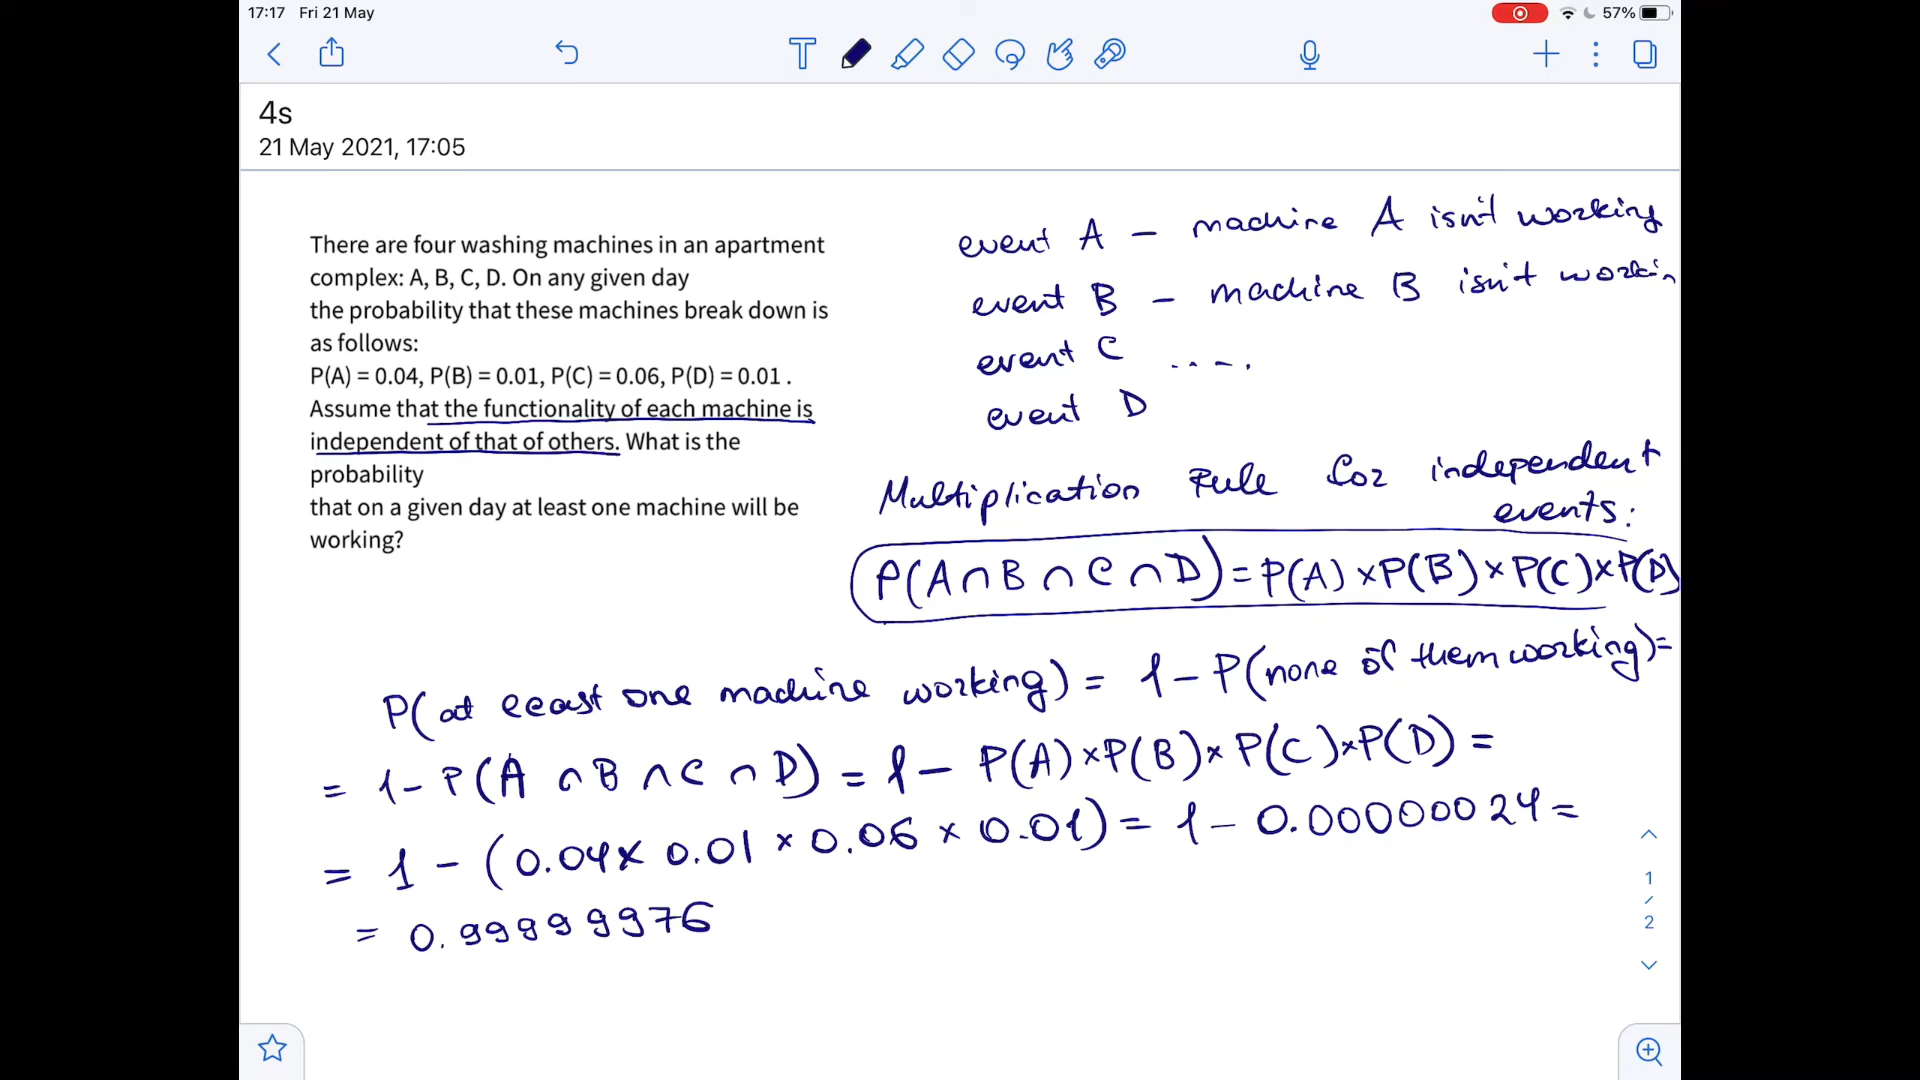 17:17 Fri 21 May 57%
4s
21 May 2021, 17:05
There are four washing machines in an apartment
complex: A, B, C, D. On any given day
the probability that these machines break down is
as follows:
P(A) = 0.04, P(B) = 0.01, P(C) = 0.06, P(D) = 0.01 .
Assume that the functionality of each machine is
independent of that of others. What is the
probability
that on a given day at least one machine will be
working?
event A – machine A isn't working
event B – machine B isn't workin
event C .....
event D
Multiplication Rule for independent
events:
P(A∩B∩C∩D)=P(A)×P(B)×P(C)×P(D)
P(at least one machine working) = 1-P(none of them working)=
= 1-P(A∩B∩C∩D) = 1- P(A)×P(B)×P(C)×P(D) =
= 1 - (0.04× 0.01 × 0.06 × 0.01) = 1 - 0.00000024 =
= 0.99999976
1
2